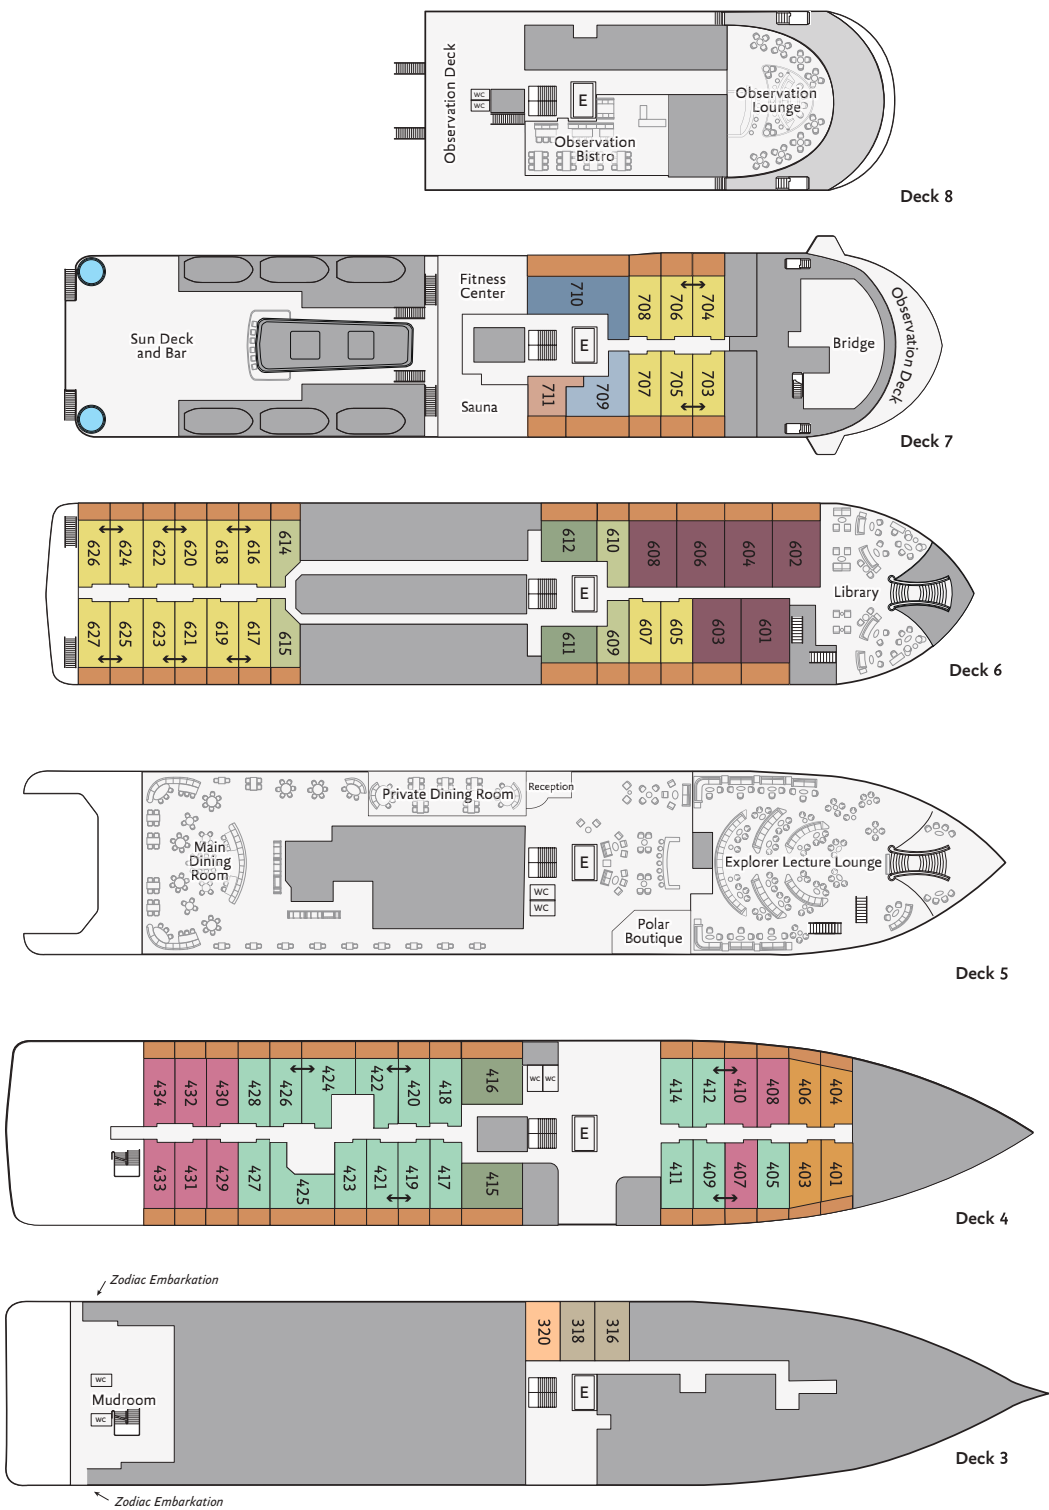 Observation Deck
WC
WC
E
Observation
Bistro
Observation
Lounge
Deck 8
Fitness
Center
Sun Deck
and Bar
Sauna
710
708
706
704
E
711
709
707
705
703
Bridge
Observation Deck
Deck 7
626
624
622
620
618
616
614
612
610
608
606
604
602
E
Library
627
625
623
621
619
617
615
611
609
607
605
603
601
Deck 6
Private Dining Room
Reception
Main
Dining
Room
E
WC
WC
Explorer Lecture Lounge
Polar
Boutique
Deck 5
434
432
430
428
426
424
422
420
418
416
WC
WC
414
412
410
408
406
404
E
433
431
429
427
425
423
421
419
417
415
411
409
407
405
403
401
Deck 4
Zodiac Embarkation
320
318
316
WC
Mudroom
WC
E
Deck 3
Zodiac Embarkation